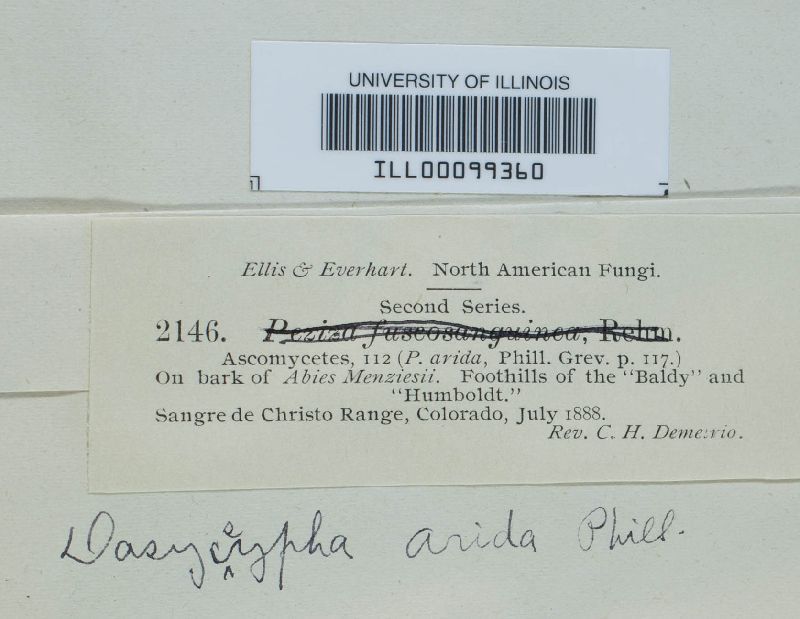 UNIVERSITY OF ILLINOIS
ILL00099360
Ellis & Everhart. North American Fungi.
Second Series.
2146. Peziza fuscosanguinea, Rehm.
Ascomycetes, 112 (P. arida, Phill. Grev. p. 117.)
On bark of Abies Menziesii. Foothills of the "Baldy" and
"Humboldt."
Sangre de Christo Range, Colorado, July 1888.
Rev. C. H. Demetrio.
Dasyscypha arida Phill.